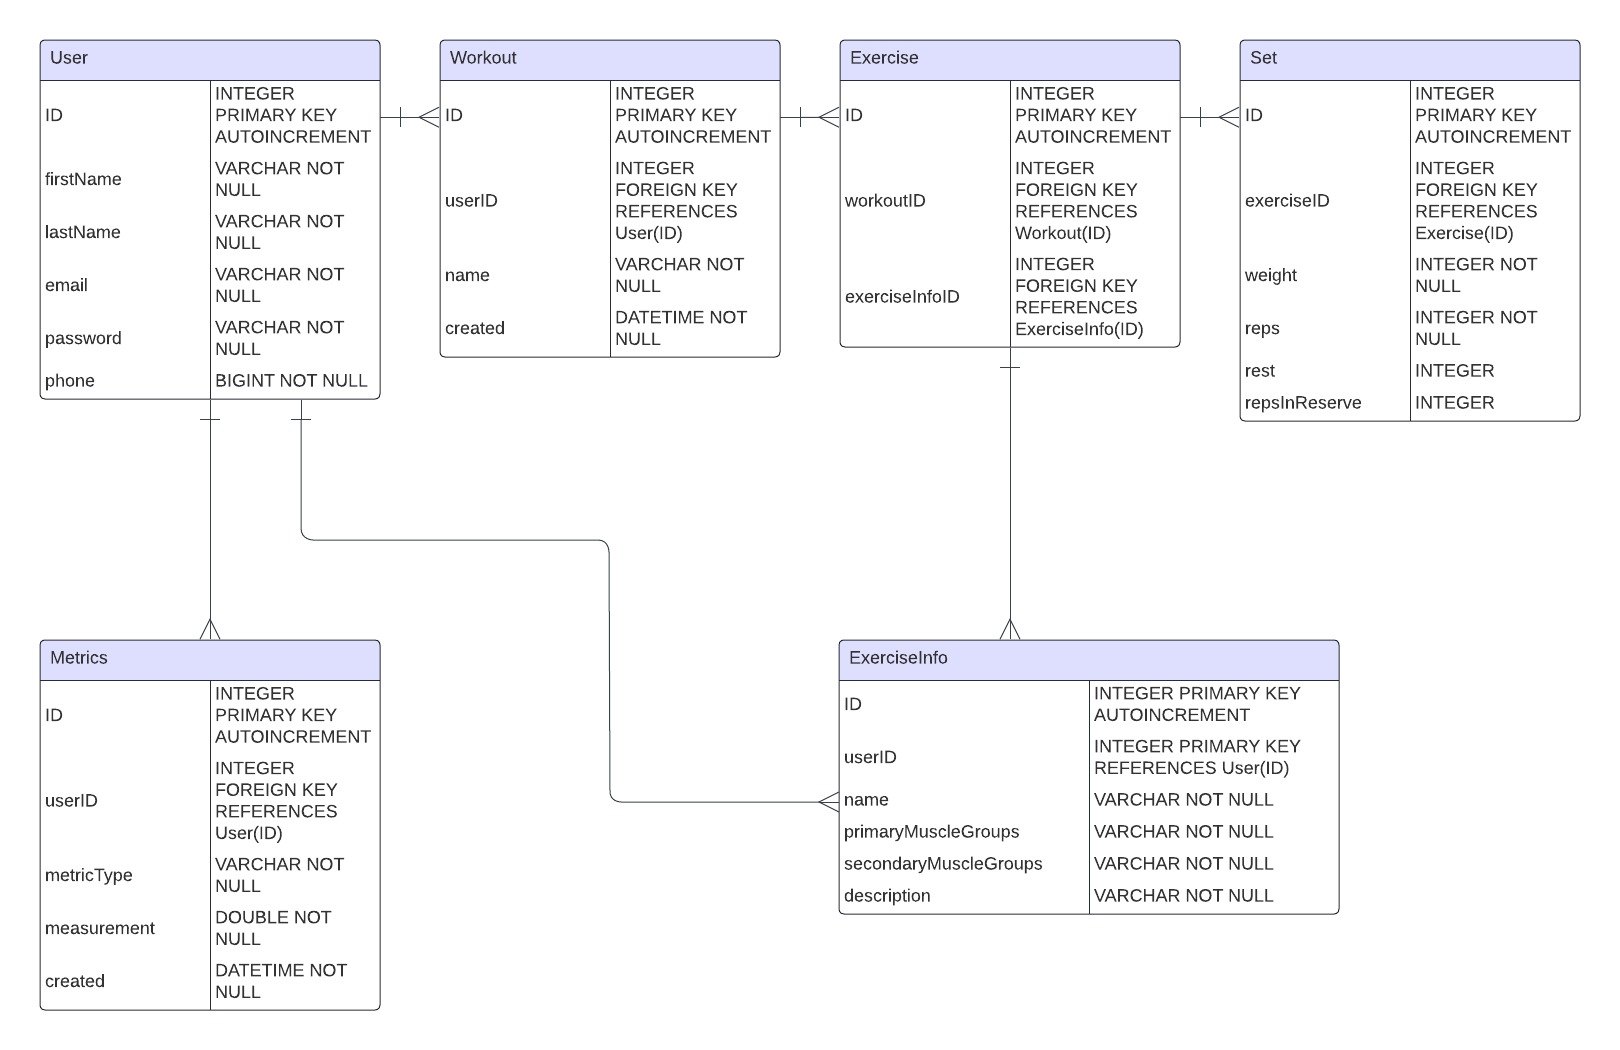 User
ID
INTEGER
PRIMARY KEY
AUTOINCREMENT
firstName
VARCHAR NOT
NULL
lastName
VARCHAR NOT
NULL
email
VARCHAR NOT
NULL
password
VARCHAR NOT
NULL
phone
BIGINT NOT NULL
Workout
ID
INTEGER
PRIMARY KEY
AUTOINCREMENT
userID
INTEGER
FOREIGN KEY
REFERENCES
User(ID)
name
VARCHAR NOT
NULL
created
DATETIME NOT
NULL
Exercise
ID
INTEGER
PRIMARY KEY
AUTOINCREMENT
workoutID
INTEGER
FOREIGN KEY
REFERENCES
Workout(ID)
exerciseInfoID
INTEGER
FOREIGN KEY
REFERENCES
ExerciseInfo(ID)
Set
ID
INTEGER
PRIMARY KEY
AUTOINCREMENT
exerciseID
INTEGER
FOREIGN KEY
REFERENCES
Exercise(ID)
weight
INTEGER NOT
NULL
reps
INTEGER NOT
NULL
rest
INTEGER
repsInReserve
INTEGER
Metrics
ID
INTEGER
PRIMARY KEY
AUTOINCREMENT
userID
INTEGER
FOREIGN KEY
REFERENCES
User(ID)
metricType
VARCHAR NOT
NULL
measurement
DOUBLE NOT
NULL
created
DATETIME NOT
NULL
ExerciseInfo
ID
INTEGER PRIMARY KEY
AUTOINCREMENT
userID
INTEGER PRIMARY KEY
REFERENCES User(ID)
name
VARCHAR NOT NULL
primaryMuscleGroups
VARCHAR NOT NULL
secondaryMuscleGroups
VARCHAR NOT NULL
description
VARCHAR NOT NULL